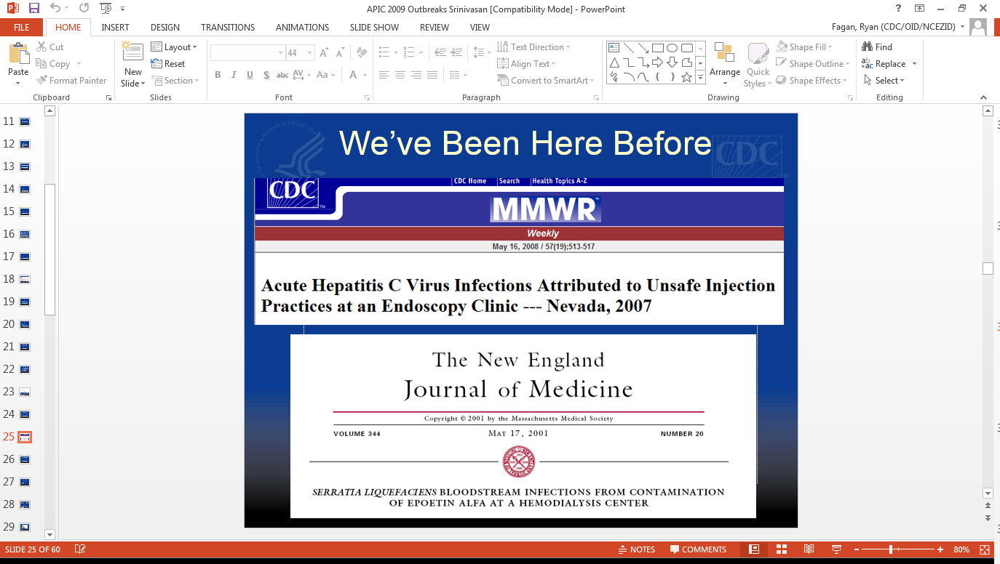 APIC 2009 Outbreaks Srinivasan [Compatibility Mode] - PowerPoint
?
FILE
HOME
INSERT
DESIGN
TRANSITIONS
ANIMATIONS
SLIDE SHOW
REVIEW
VIEW
Fagan, Ryan (CDC/OID/NCEZID)
Paste
Cut
Copy
Format Painter
Clipboard
New
Slide
Layout
Reset
Section
Slides
44
B I U S abc AV Aa A
Font
Text Direction
Align Text
Convert to SmartArt
Paragraph
Arrange
Quick
Styles
Shape Fill
Shape Outline
Shape Effects
Drawing
Find
Replace
Select
Editing
11
12
13
14
15
16
17
18
19
20
21
22
23
24
25
26
27
28
29
We've Been Here Before
CDC
CDC Home
Search
Health Topics A-Z
CDC
TM
MMWR
TM
Weekly
May 16, 2008 / 57(19);513-517
Acute Hepatitis C Virus Infections Attributed to Unsafe Injection
Practices at an Endoscopy Clinic --- Nevada, 2007
The New England
Journal of Medicine
Copyright © 2001 by the Massachusetts Medical Society
VOLUME 344
MAY 17, 2001
NUMBER 20
SERRATIA LIQUEFACIENS BLOODSTREAM INFECTIONS FROM CONTAMINATION
OF EPOETIN ALFA AT A HEMODIALYSIS CENTER
SLIDE 25 OF 60
NOTES
COMMENTS
80%